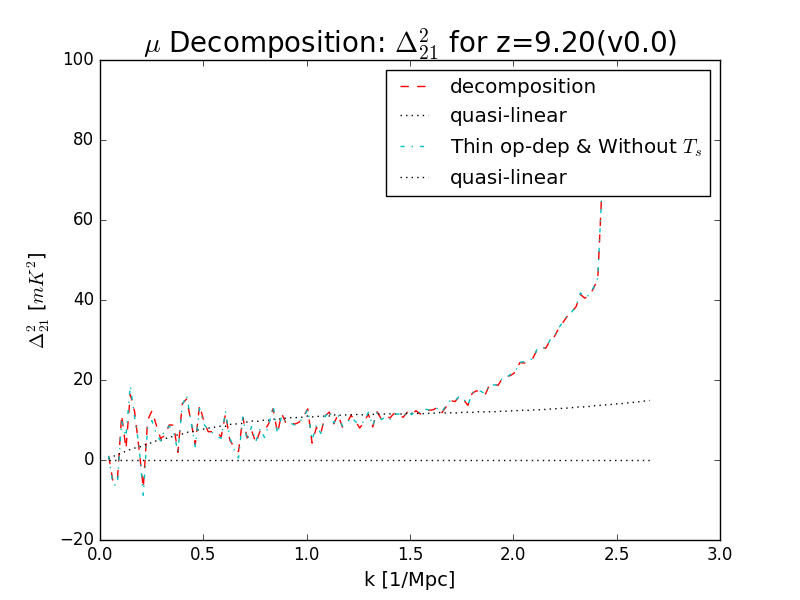 μ Decomposition: Δ²₂₁ for z=9.20(v0.0)
100
80
60
40
20
0
−20
Δ²₂₁ [mK²]
decomposition
quasi-linear
Thin op-dep & Without Tₛ
quasi-linear
0.0 0.5 1.0 1.5 2.0 2.5 3.0
k [1/Mpc]